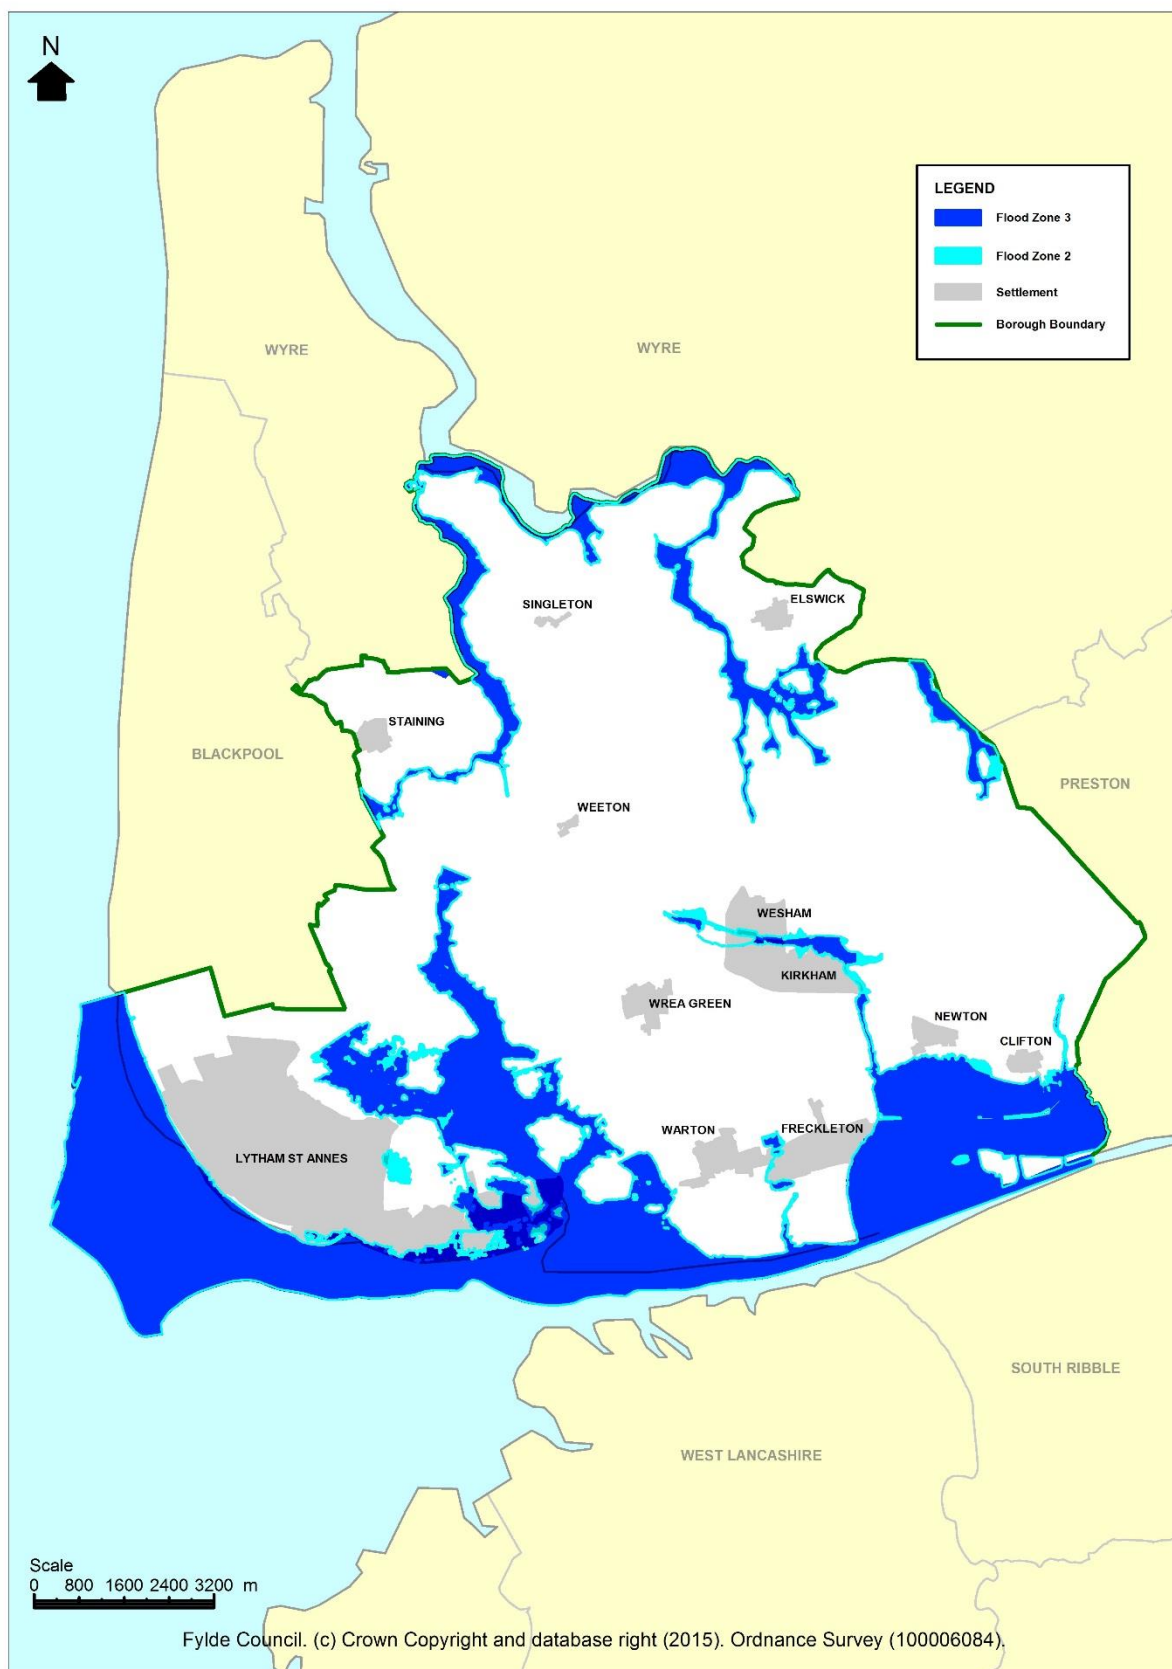 N
LEGEND
Flood Zone 3
Flood Zone 2
Settlement
Borough Boundary
WYRE
WYRE
SINGLETON
ELSWICK
STAINING
BLACKPOOL
PRESTON
WEETON
WESHAM
KIRKHAM
WREA GREEN
NEWTON
CLIFTON
WARTON
FRECKLETON
LYTHAM ST ANNES
SOUTH RIBBLE
WEST LANCASHIRE
Scale
0 800 1600 2400 3200 m
Fylde Council. (c) Crown Copyright and database right (2015). Ordnance Survey (100006084).